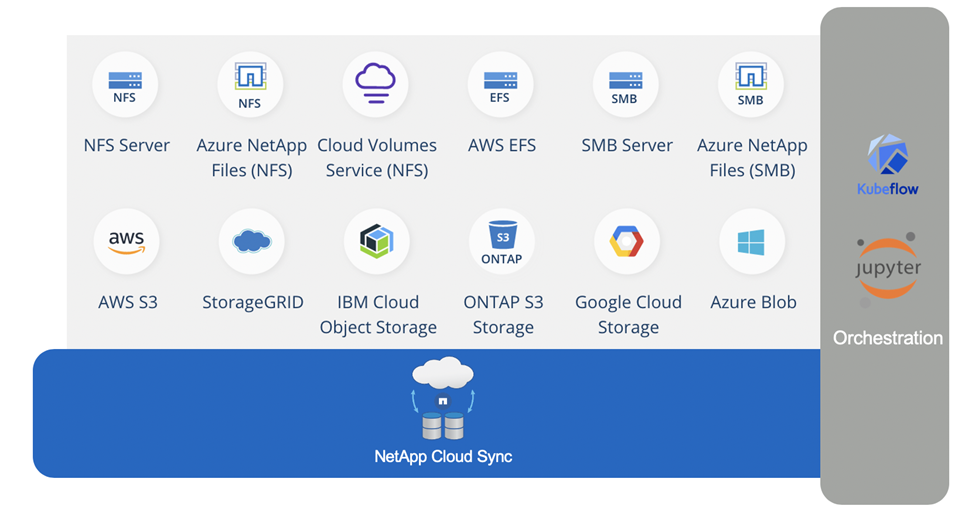 NFS
NFS
EFS
SMB
SMB
NFS Server
Azure NetApp
Files (NFS)
Cloud Volumes
Service (NFS)
AWS EFS
SMB Server
Azure NetApp
Files (SMB)
aws
S3
ONTAP
AWS S3
StorageGRID
IBM Cloud
Object Storage
ONTAP S3
Storage
Google Cloud
Storage
Azure Blob
NetApp Cloud Sync
Kubeflow
jupyter
Orchestration